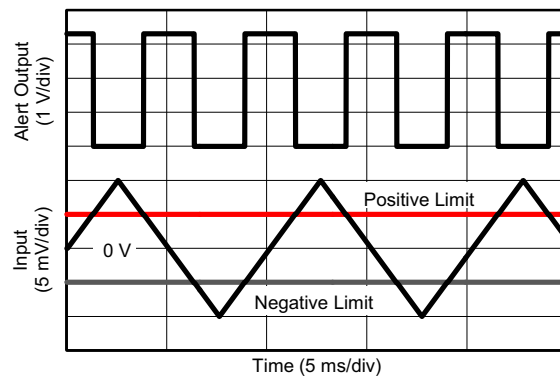 Alert Output
(1 V/div)
Positive Limit
0 V
Input
(5 mV/div)
Negative Limit
Time (5 ms/div)